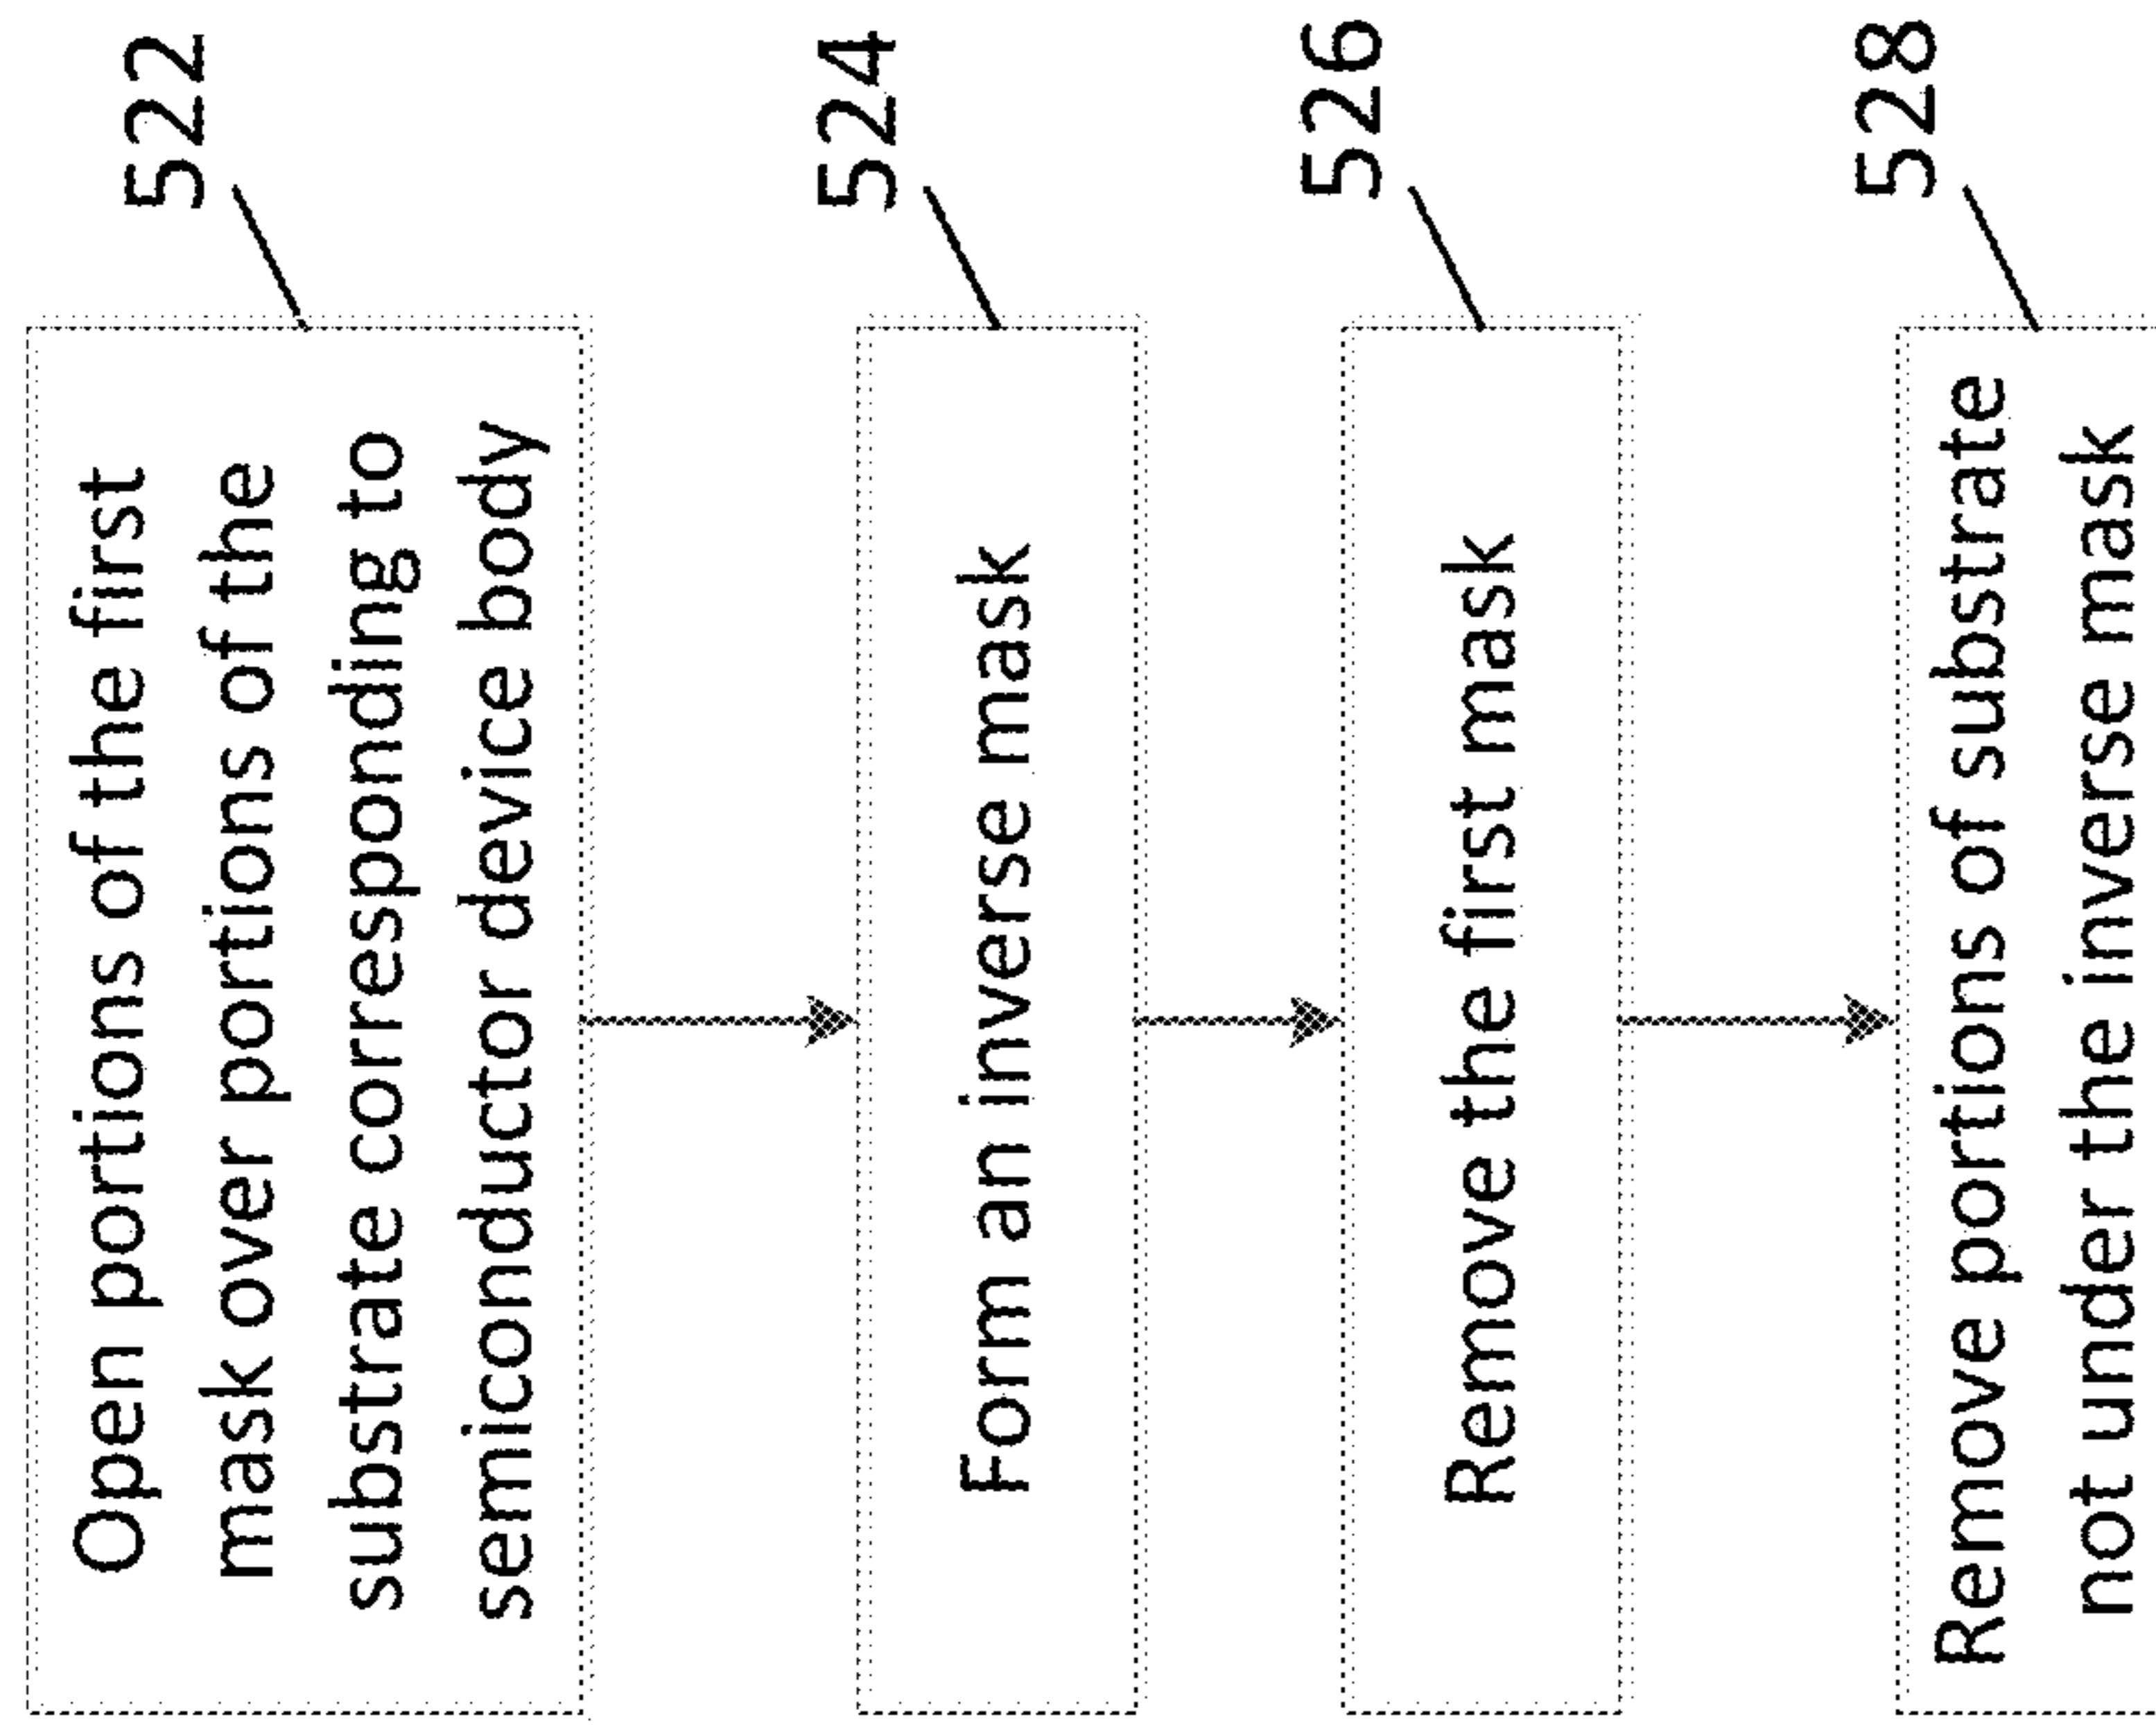 Open portions of the first
mask over portions of the
substrate corresponding to
semiconductor device body
522
Form an inverse mask
524
Remove the first mask
526
Remove portions of substrate
not under the inverse mask
528